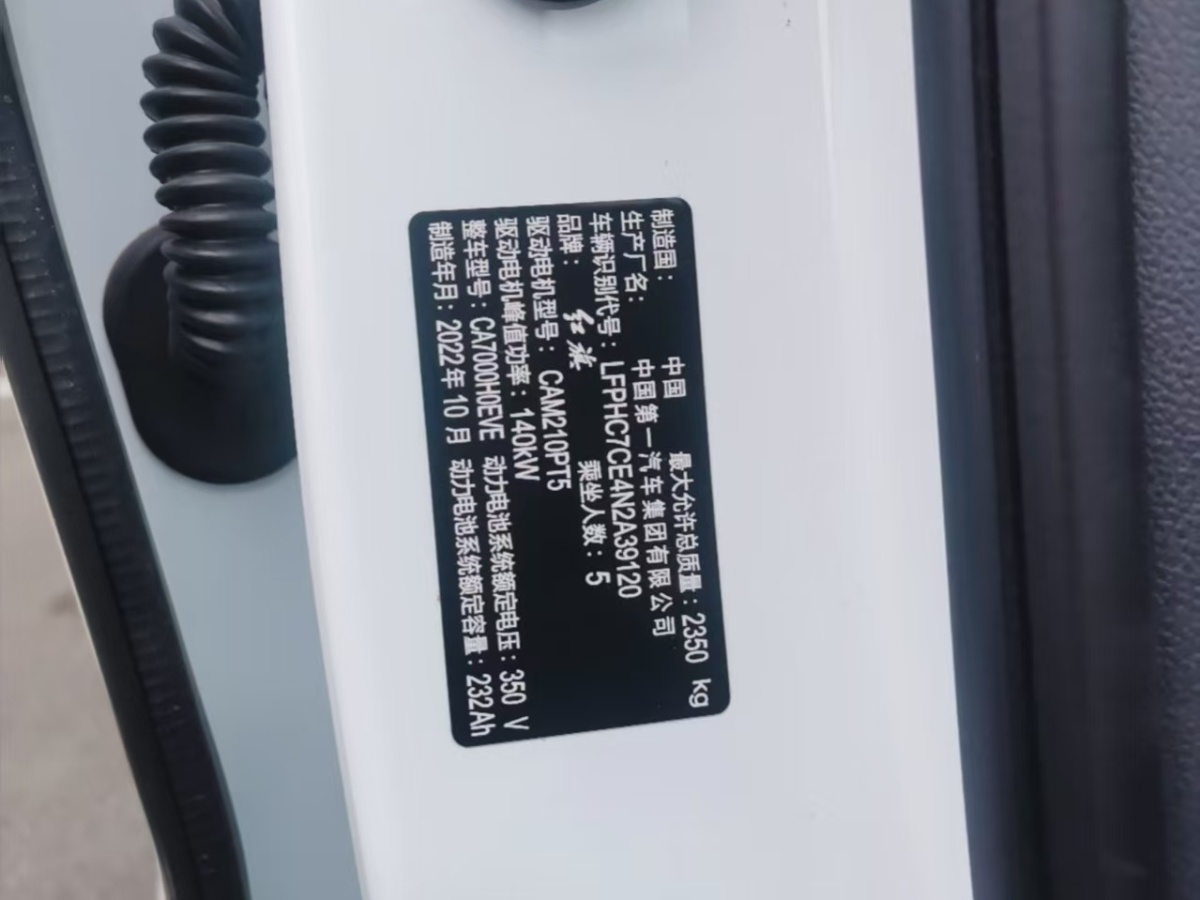 制造国： 中国 最大允许总质量：2350 kg
生产厂名： 中国第一汽车集团有限公司
车辆识别代号：LFPHC7CE4N2A39120
品牌： 红旗 乘坐人数：5
驱动电机型号：CAM210PT5
驱动电机峰值功率：140kW
整车型号：CA7000H0EVE 动力电池系统额定电压：350 V
制造年月：2022年10月 动力电池系统额定容量：232Ah